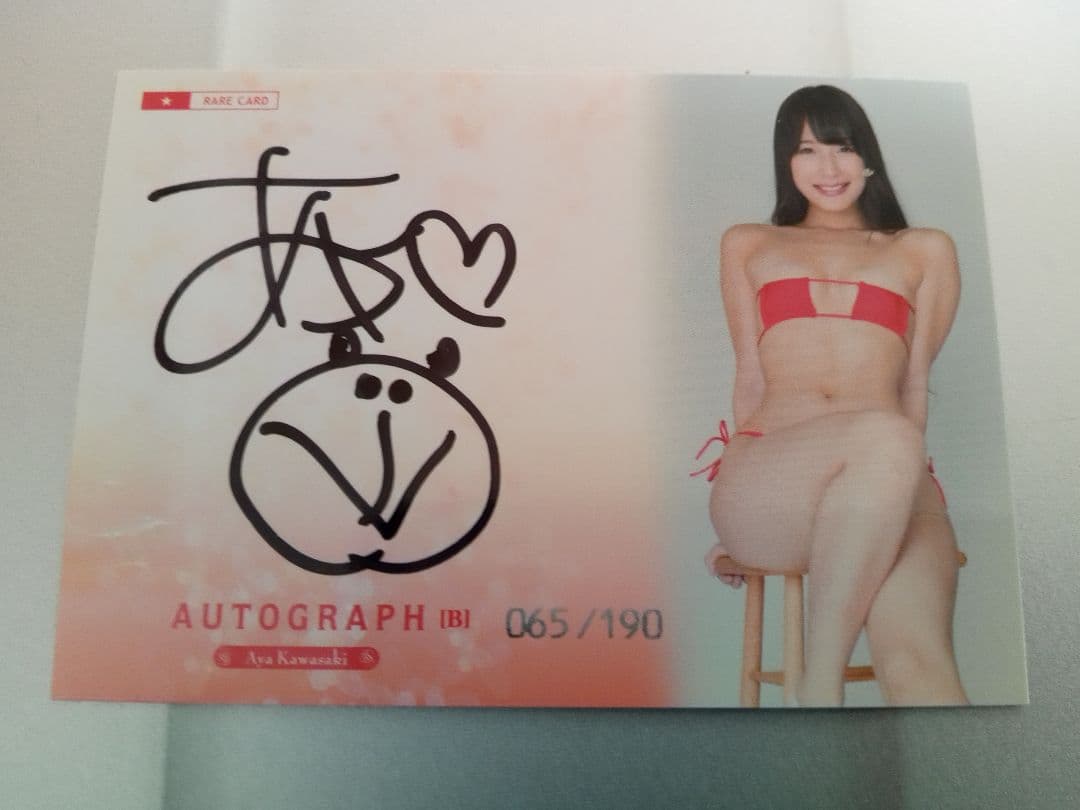 RARE CARD
あや♡
AUTOGRAPH [B]
065/190
Aya Kawasaki